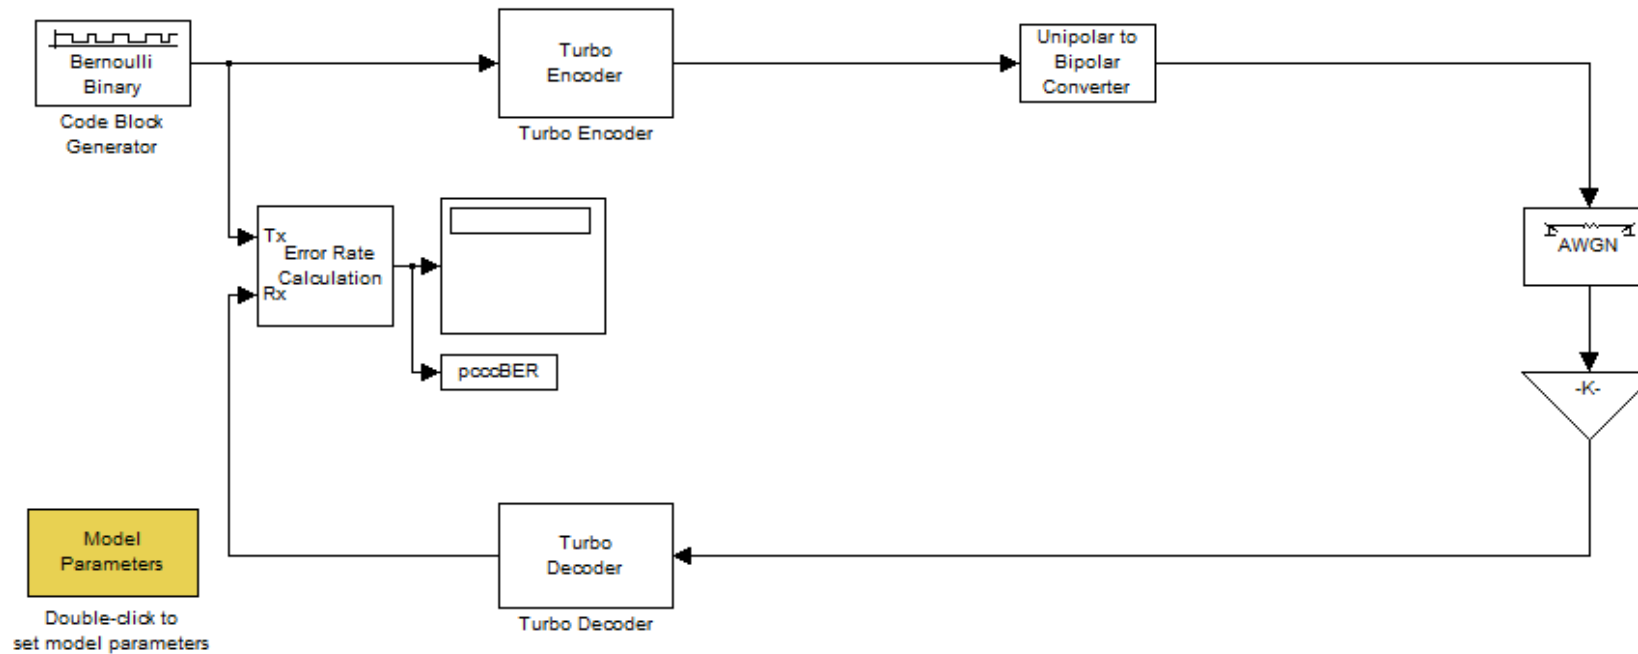 Bernoulli
Binary
Code Block
Generator
Turbo
Encoder
Turbo Encoder
Unipolar to
Bipolar
Converter
AWGN
-K-
Tx
Error Rate
Calculation
Rx
pcccBER
Turbo
Decoder
Turbo Decoder
Model
Parameters
Double-click to
set model parameters